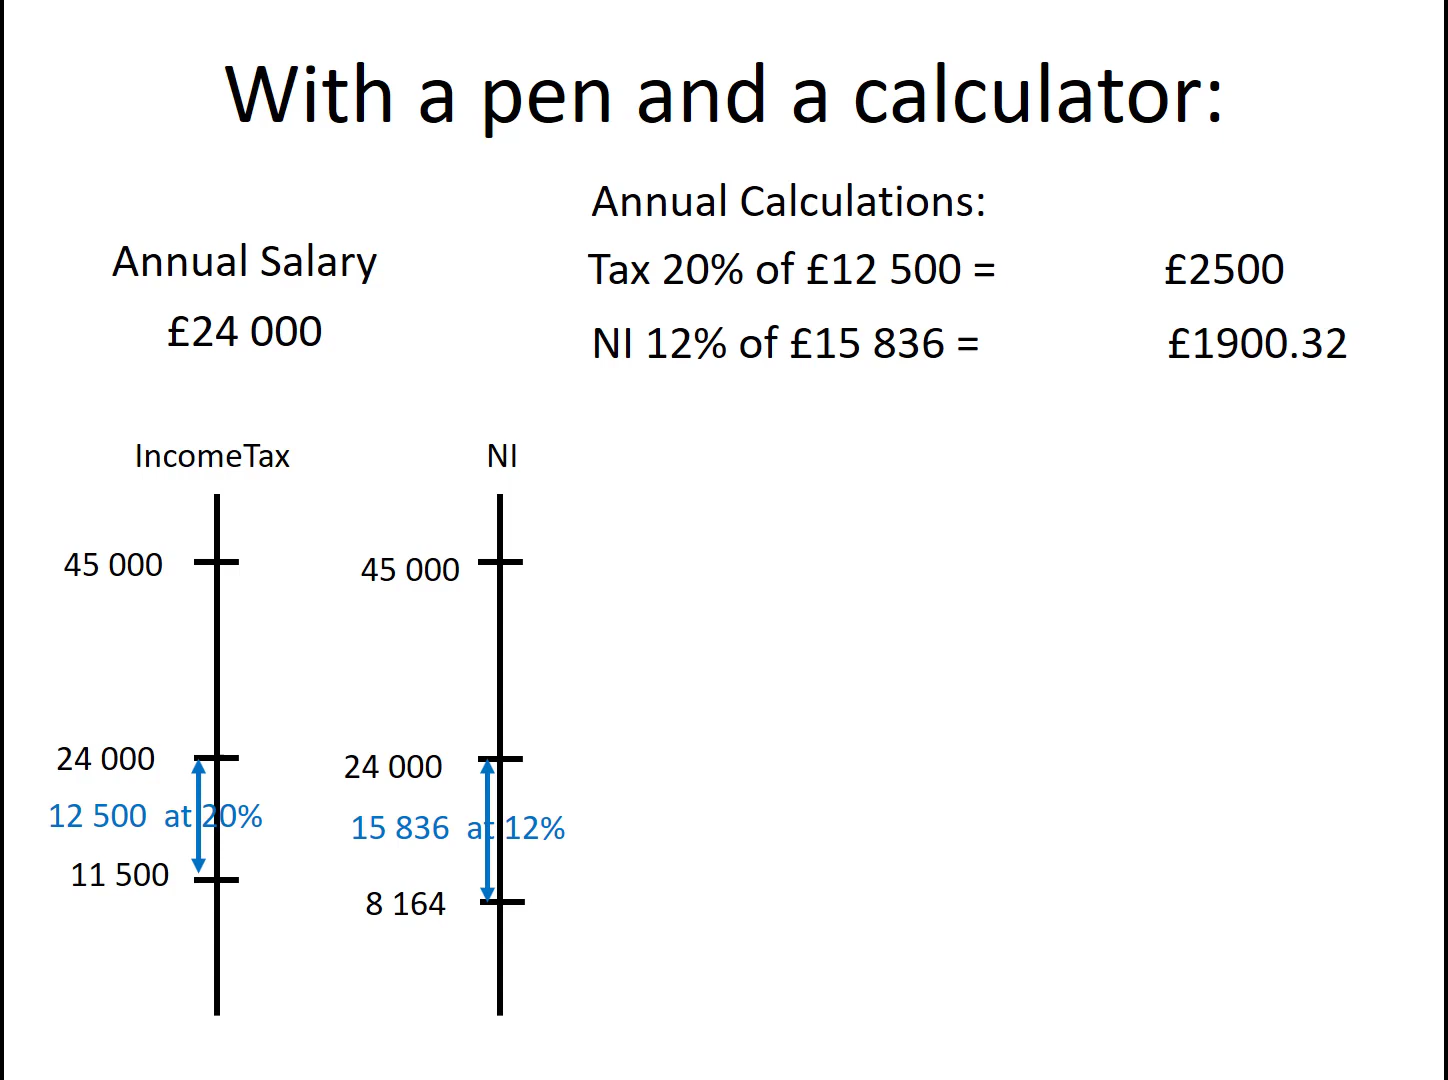 With a pen and a calculator:
Annual Calculations:
Annual Salary
Tax 20% of £12 500 = £2500
£24 000
NI 12% of £15 836 = £1900.32
IncomeTax
NI
45 000
45 000
24 000
24 000
12 500 at 20%
15 836 at 12%
11 500
8 164